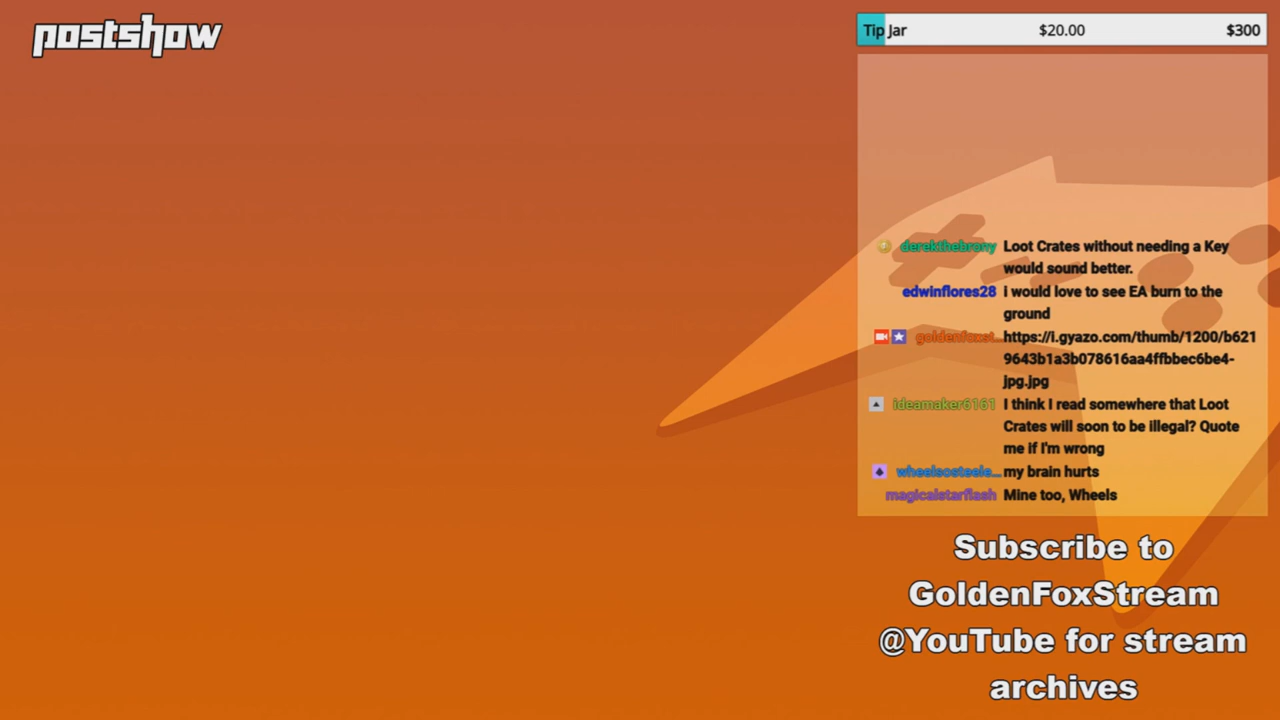 postshow
Tip Jar $20.00 $300
derekthebrony Loot Crates without needing a Key
would sound better.
edwinflores28 i would love to see EA burn to the
ground
goldenfoxst... https://i.gyazo.com/thumb/1200/b621
9643b1a3b078616aa4ffbbec6be4-
jpg.jpg
ideamaker6161 I think I read somewhere that Loot
Crates will soon to be illegal? Quote
me if I'm wrong
wheelsosteele... my brain hurts
magicalstarflash Mine too, Wheels
Subscribe to
GoldenFoxStream
@YouTube for stream
archives